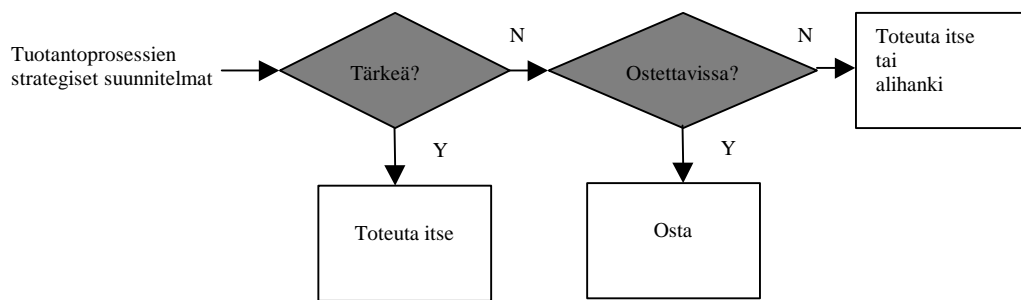 Tuotantoprosessien
strategiset suunnitelmat
Tärkeä?
N
Ostettavissa?
N
Toteuta itse
tai
alihanki
Y
Y
Toteuta itse
Osta